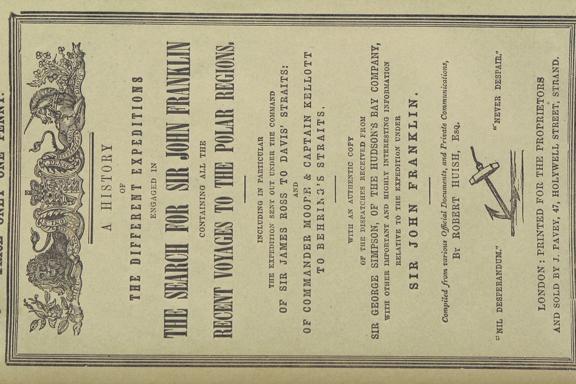 ONLY ONE PENNY.
A HISTORY
OF
THE DIFFERENT EXPEDITIONS
ENGAGED IN
THE SEARCH FOR SIR JOHN FRANKLIN
CONTAINING ALL THE
RECENT VOYAGES TO THE POLAR REGIONS,
INCLUDING IN PARTICULAR
THE EXPEDITION SENT OUT UNDER THE COMMAND
OF SIR JAMES ROSS TO DAVIS' STRAITS:
AND
OF COMMANDER MOORE & CAPTAIN KELLOTT
TO BEHRING'S STRAITS.
WITH AN AUTHENTIC COPY
OF THE DISPATCHES RECEIVED FROM
SIR GEORGE SIMPSON, OF THE HUDSON'S BAY COMPANY,
WITH OTHER IMPORTANT AND HIGHLY INTERESTING INFORMATION
RELATIVE TO THE EXPEDITION UNDER
SIR JOHN FRANKLIN.
Compiled from various Official Documents, and Private Communications,
By ROBERT HUISH, Esq.
"NIL DESPERANDUM." "NEVER DESPAIR."
LONDON: PRINTED FOR THE PROPRIETORS
AND SOLD BY J. PAVEY, 47, HOLYWELL STREET, STRAND.